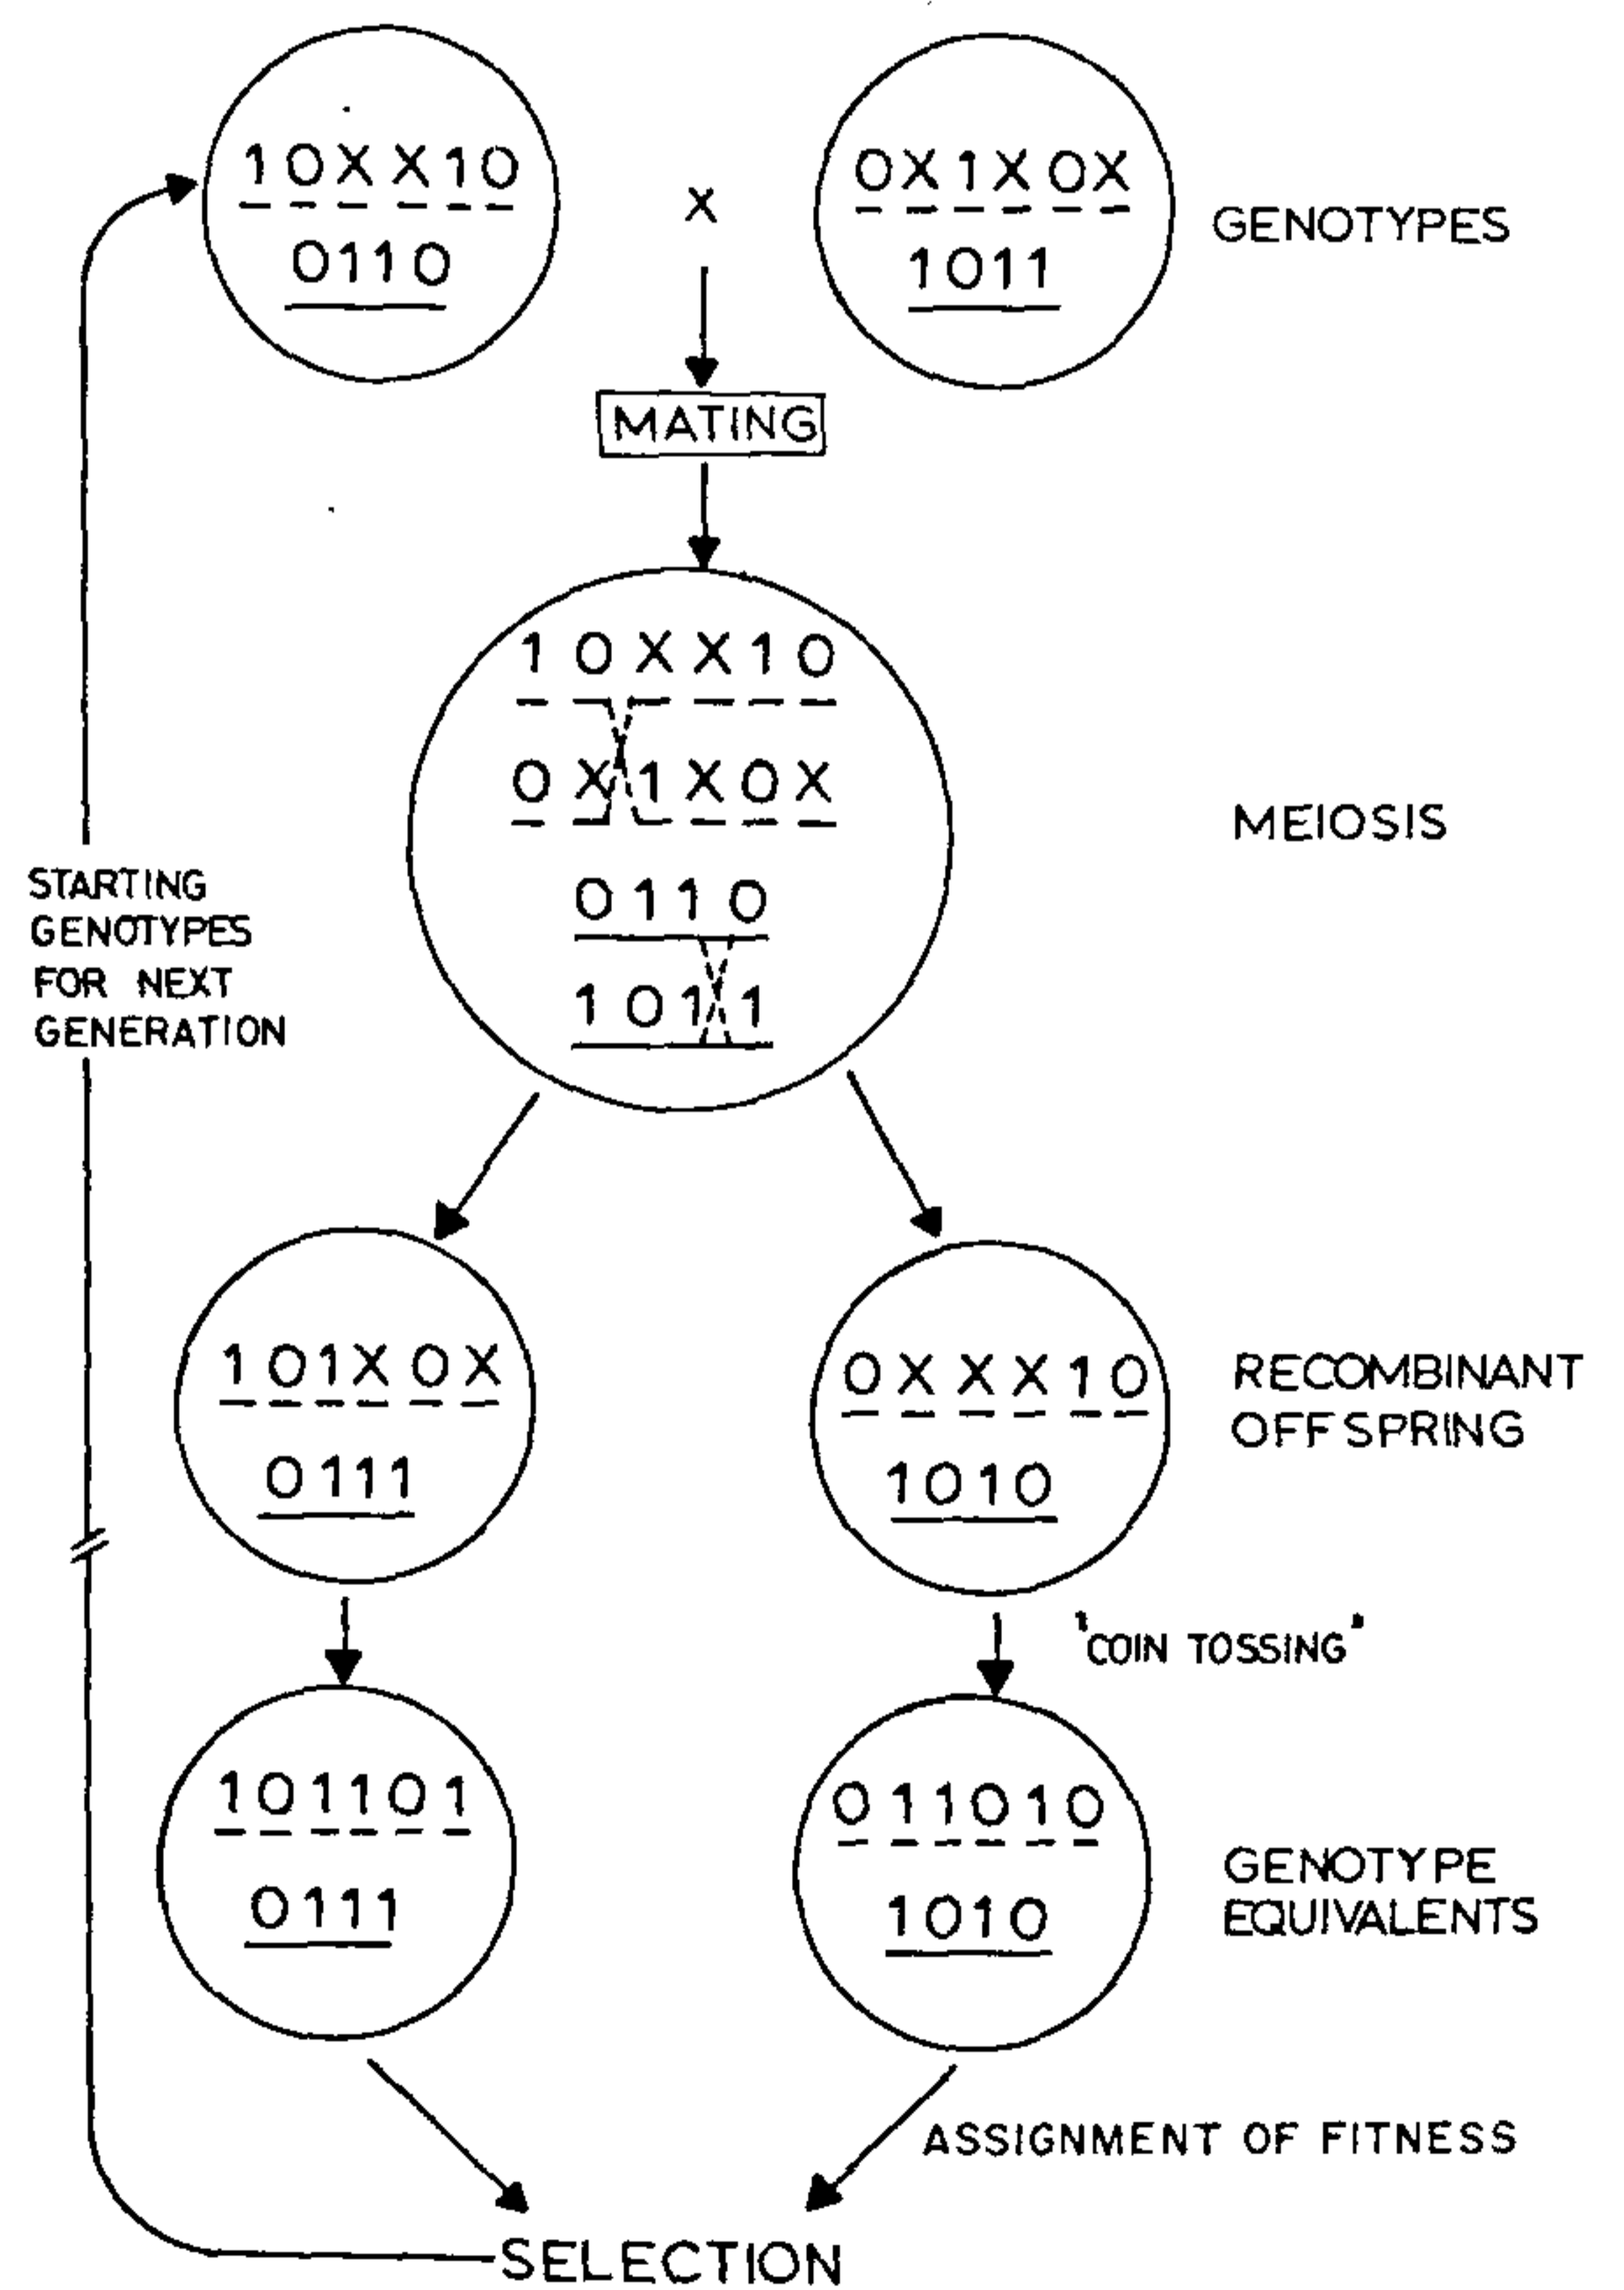 10XX10
0110
x
0X1X0X
1011
GENOTYPES
MATING
10XX10
0X1X0X
0110
1011
MEIOSIS
STARTING
GENOTYPES
FOR NEXT
GENERATION
101X0X
0111
0XXX10
1010
RECOMBINANT
OFFSPRING
'COIN TOSSING'
101101
0111
011010
1010
GENOTYPE
EQUIVALENTS
ASSIGNMENT OF FITNESS
SELECTION